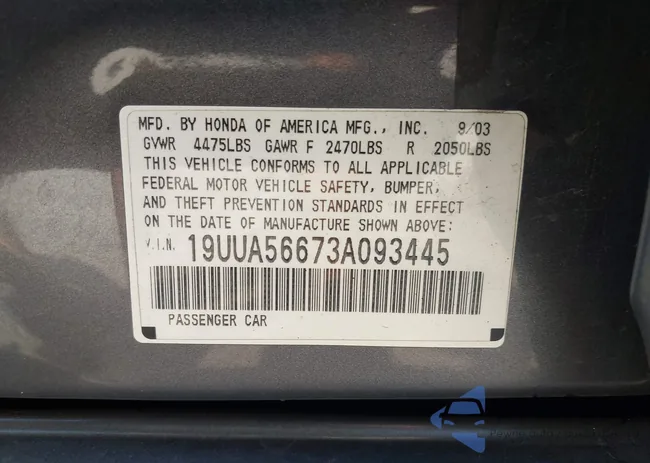 MFD. BY HONDA OF AMERICA MFG., INC. 9/03
GVWR 4475LBS GAWR F 2470LBS R 2050LBS
THIS VEHICLE CONFORMS TO ALL APPLICABLE
FEDERAL MOTOR VEHICLE SAFETY, BUMPER,
AND THEFT PREVENTION STANDARDS IN EFFECT
ON THE DATE OF MANUFACTURE SHOWN ABOVE:
V.I.N. 19UUA56673A093445
PASSENGER CAR